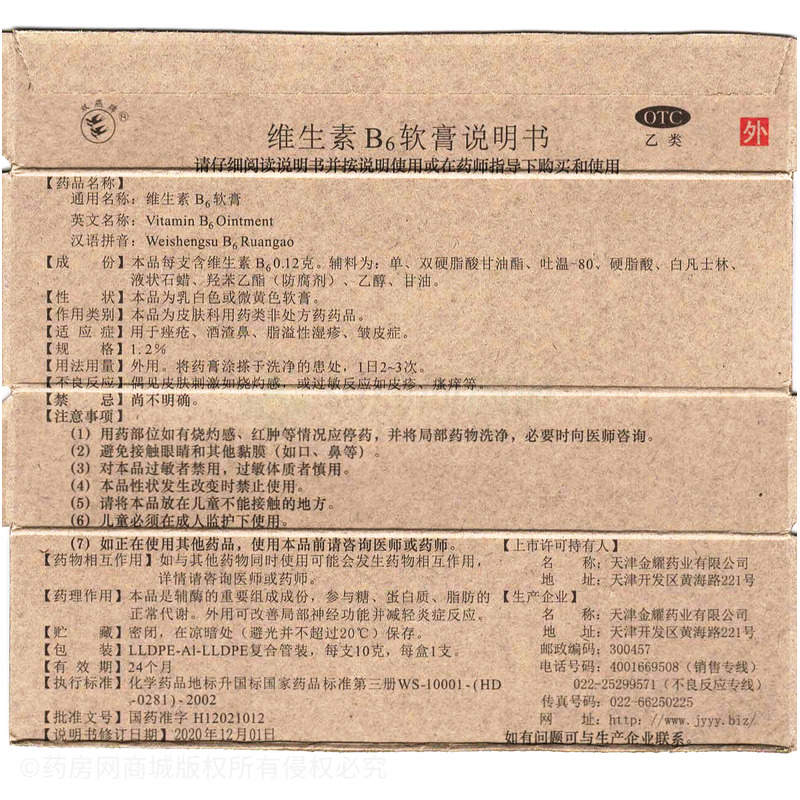 双燕牌
®
OTC
乙类
外
维生素B6软膏说明书
请仔细阅读说明书并按说明使用或在药师指导下购买和使用
【药品名称】
通用名称：维生素B6软膏
英文名称：Vitamin B6 Ointment
汉语拼音：Weishengsu B6 Ruangao
【成 份】本品每支含维生素B6 0.12克。辅料为：单、双硬脂酸甘油酯、吐温-80、硬脂酸、白凡士林、
液状石蜡、羟苯乙酯（防腐剂）、乙醇、甘油。
【性 状】本品为乳白色或微黄色软膏。
【作用类别】本品为皮肤科用药类非处方药药品。
【适 应 症】用于痤疮、酒渣鼻、脂溢性湿疹、皱皮症。
【规 格】1.2%
【用法用量】外用。将药膏涂搽于洗净的患处，1日2~3次。
【不良反应】偶见皮肤刺激如烧灼感，或过敏反应如皮疹、瘙痒等。
【禁 忌】尚不明确。
【注意事项】
（1）用药部位如有烧灼感、红肿等情况应停药，并将局部药物洗净，必要时向医师咨询。
（2）避免接触眼睛和其他黏膜（如口、鼻等）。
（3）对本品过敏者禁用，过敏体质者慎用。
（4）本品性状发生改变时禁止使用。
（5）请将本品放在儿童不能接触的地方。
（6）儿童必须在成人监护下使用。
（7）如正在使用其他药品，使用本品前请咨询医师或药师。
【药物相互作用】如与其他药物同时使用可能会发生药物相互作用，
详情请咨询医师或药师。
【药理作用】本品是辅酶的重要组成成份，参与糖、蛋白质、脂肪的
正常代谢。外用可改善局部神经功能并减轻炎症反应。
【贮 藏】密闭，在凉暗处（避光并不超过20℃）保存。
【包 装】LLDPE-Al-LLDPE复合管装，每支10克，每盒1支。
【有 效 期】24个月
【执行标准】化学药品地标升国标国家药品标准第三册WS-10001-(HD
-0281)-2002
【批准文号】国药准字 H12021012
【说明书修订日期】2020年12月01日
【上市许可持有人】
名 称：天津金耀药业有限公司
地 址：天津开发区黄海路221号
【生产企业】
名 称：天津金耀药业有限公司
地 址：天津开发区黄海路221号
邮政编码：300457
电话号码：4001669508（销售专线）
022-25299571（不良反应专线）
传真号码：022-66250225
网 址：http：//www.jyyy.biz/
如有问题可与生产企业联系。
©药房网商城版权所有侵权必究